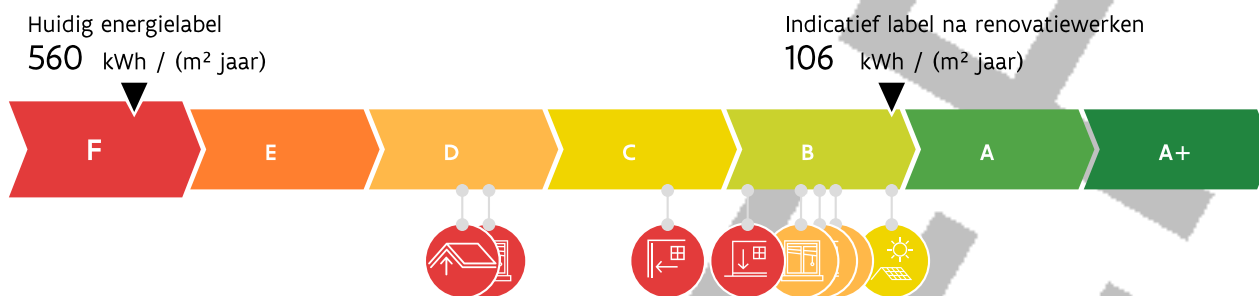 Huidig energielabel
560 kWh / (m² jaar)
Indicatief label na renovatiewerken
106 kWh / (m² jaar)
F E D C B A A+